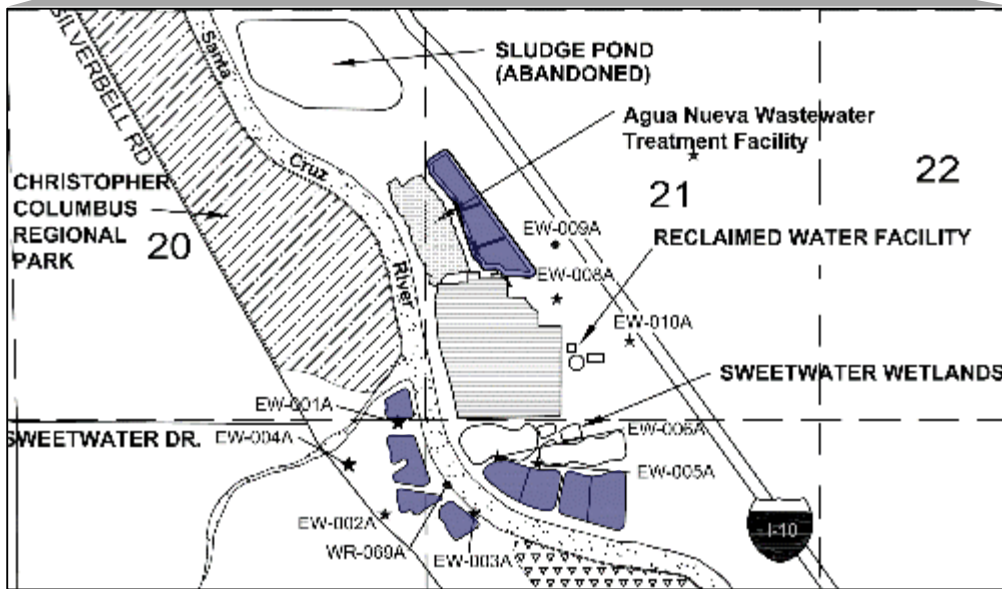 SILVERBELL RD
Santa
Cruz
River
SLUDGE POND
(ABANDONED)
Agua Nueva Wastewater
Treatment Facility
CHRISTOPHER
COLUMBUS
REGIONAL
PARK
20
21
22
EW-009A
RECLAIMED WATER FACILITY
EW-008A
EW-010A
SWEETWATER WETLANDS
EW-001A
SWEETWATER DR.
EW-004A
EW-006A
EW-005A
EW-002A
WR-069A
EW-003A
I-10